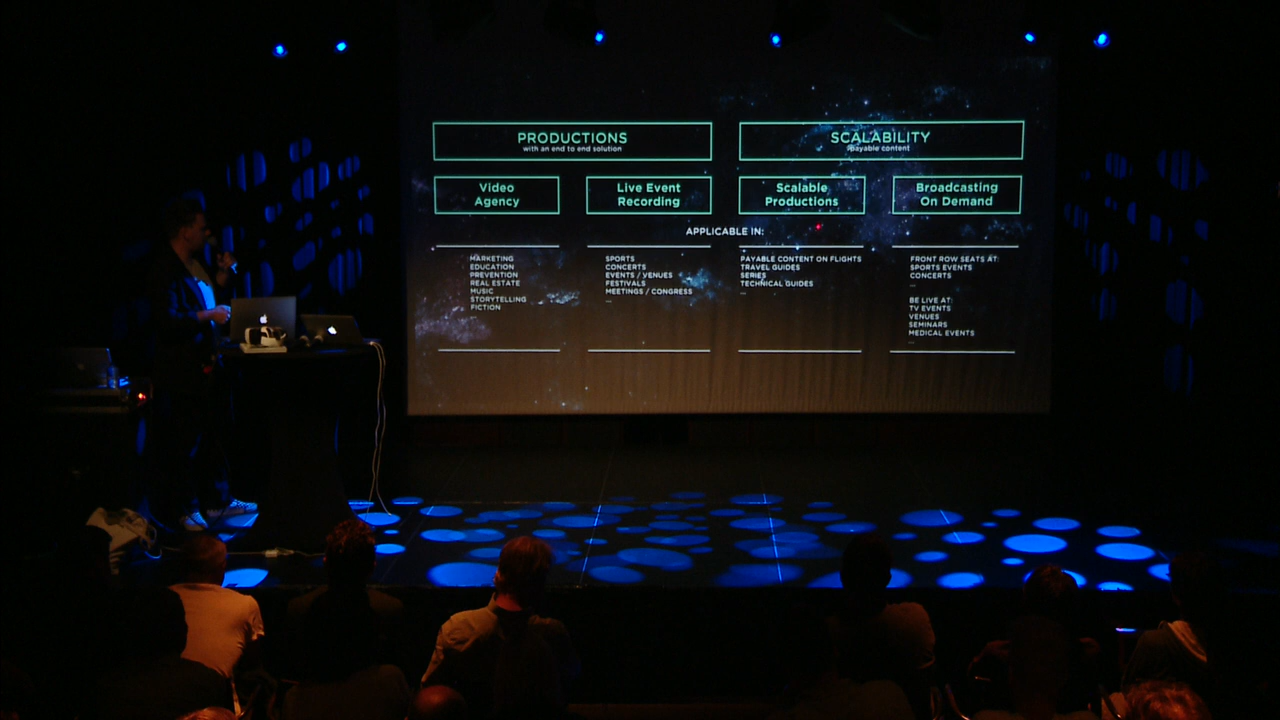 PRODUCTIONS
with an end to end solution
SCALABILITY
payable content
Video
Agency
Live Event
Recording
Scalable
Productions
Broadcasting
On Demand
APPLICABLE IN:
MARKETING
EDUCATION
PREVENTION
REAL ESTATE
MUSIC
STORYTELLING
FICTION
SPORTS
CONCERTS
EVENTS / VENUES
FESTIVALS
MEETINGS / CONGRESS
...
PAYABLE CONTENT ON FLIGHTS
TRAVEL GUIDES
SERIES
TECHNICAL GUIDES
...
FRONT ROW SEATS AT:
SPORTS EVENTS
CONCERTS
...
BE LIVE AT:
TV EVENTS
VENUES
SEMINARS
MEDICAL EVENTS
...